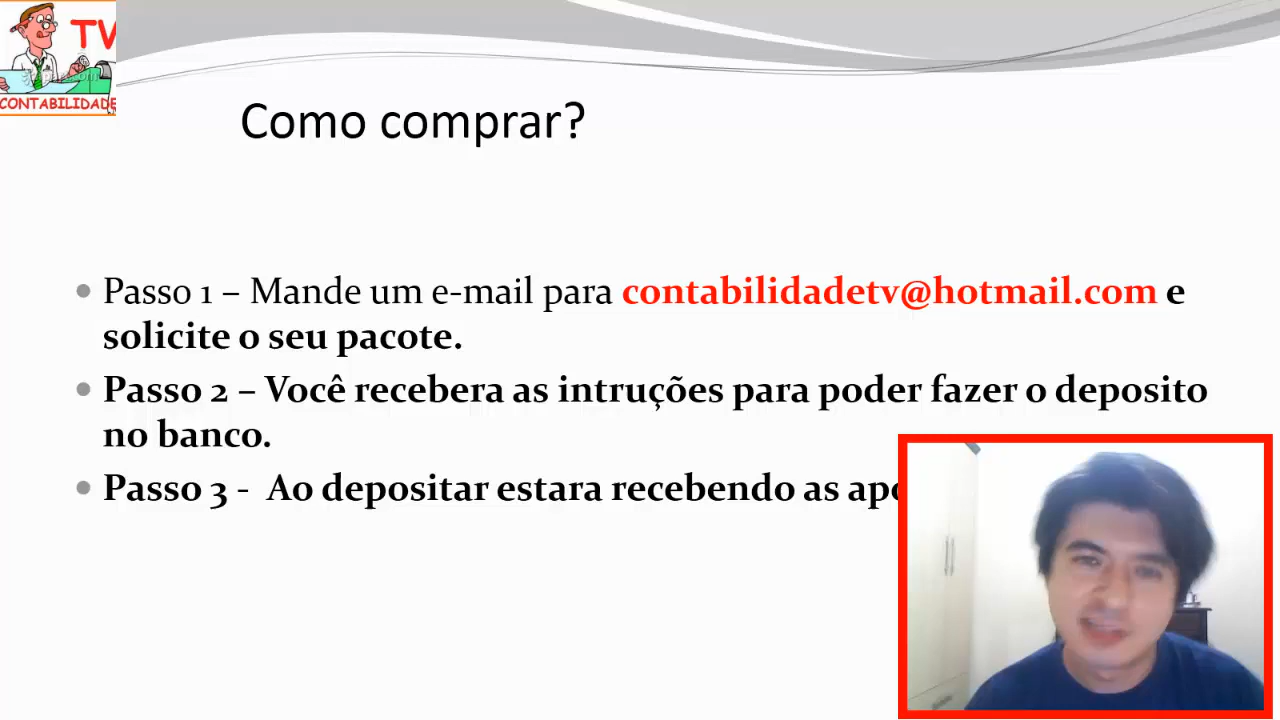 TV
CONTABILIDADE
Como comprar?
Passo 1 – Mande um e-mail para contabilidadetv@hotmail.com e
solicite o seu pacote.
Passo 2 – Você recebera as intruções para poder fazer o deposito
no banco.
Passo 3 - Ao depositar estara recebendo as